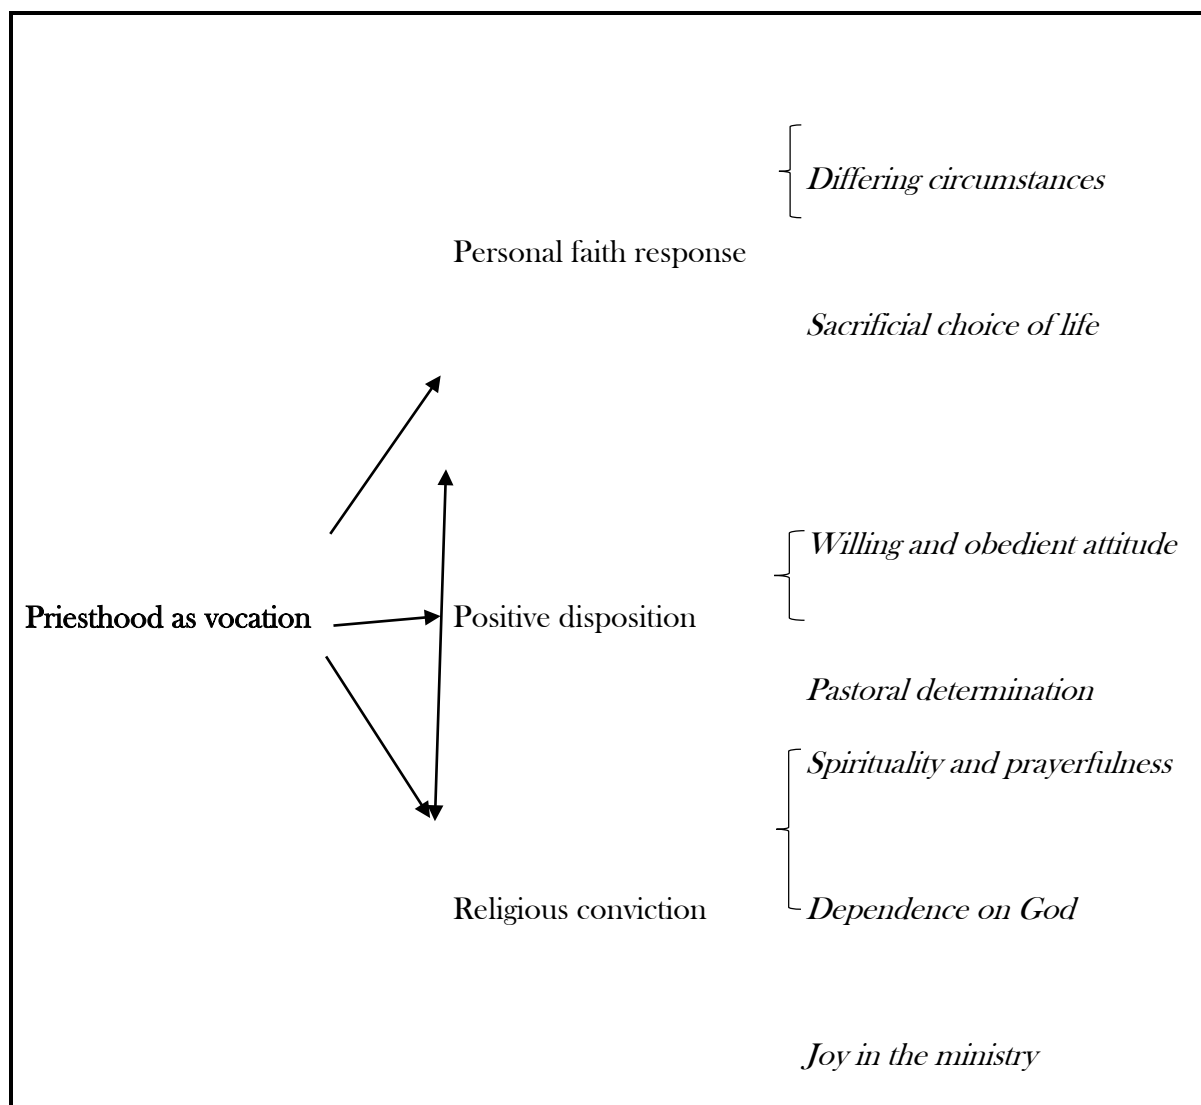 Differing circumstances
Personal faith response
Sacrificial choice of life
Willing and obedient attitude
Priesthood as vocation
Positive disposition
Pastoral determination
Spirituality and prayerfulness
Religious conviction
Dependence on God
Joy in the ministry